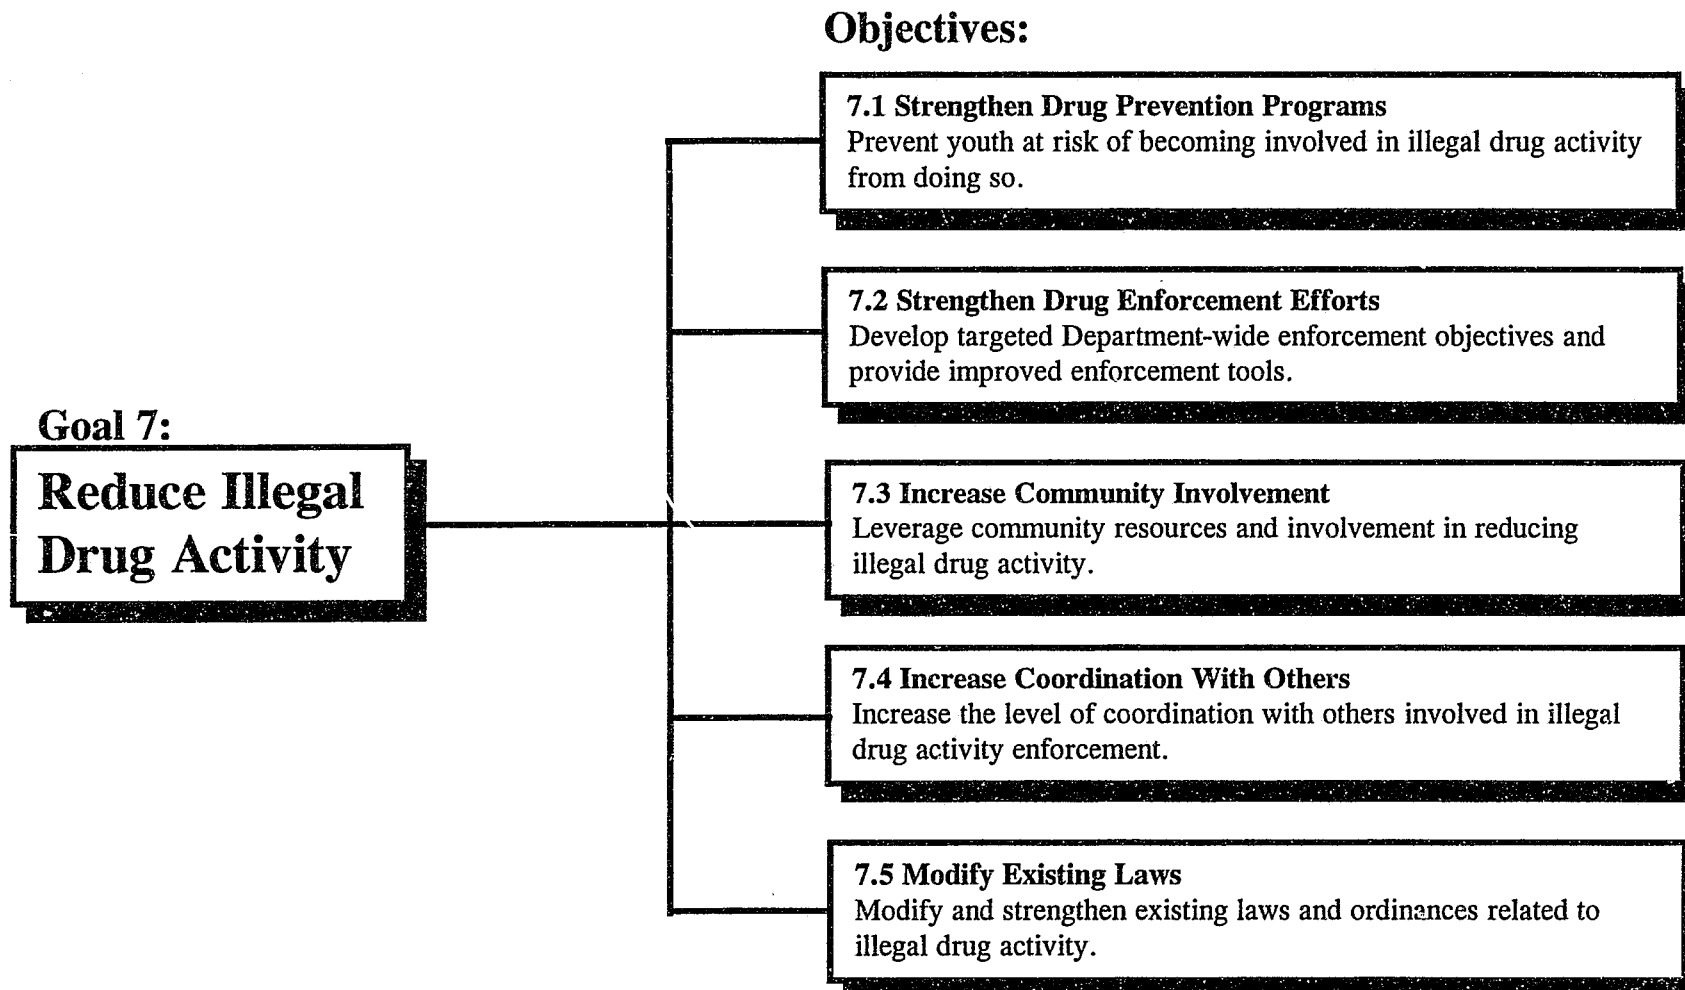 Objectives:
7.1 Strengthen Drug Prevention Programs
Prevent youth at risk of becoming involved in illegal drug activity
from doing so.
7.2 Strengthen Drug Enforcement Efforts
Develop targeted Department-wide enforcement objectives and
provide improved enforcement tools.
Goal 7:
Reduce Illegal
Drug Activity
7.3 Increase Community Involvement
Leverage community resources and involvement in reducing
illegal drug activity.
7.4 Increase Coordination With Others
Increase the level of coordination with others involved in illegal
drug activity enforcement.
7.5 Modify Existing Laws
Modify and strengthen existing laws and ordinances related to
illegal drug activity.